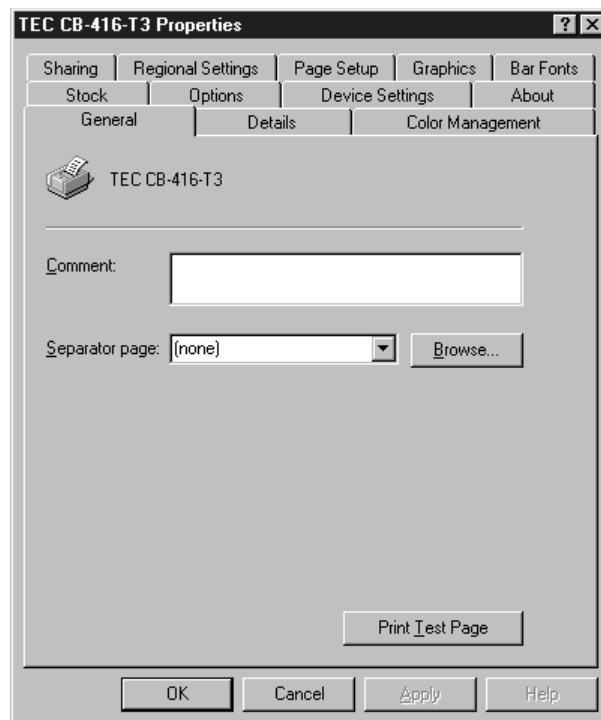 TEC CB-416-T3 Properties ? X
Sharing Regional Settings Page Setup Graphics Bar Fonts
Stock Options Device Settings About
General Details Color Management
TEC CB-416-T3
Comment:
Separator page: (none) Browse...
Print Test Page
OK Cancel Apply Help